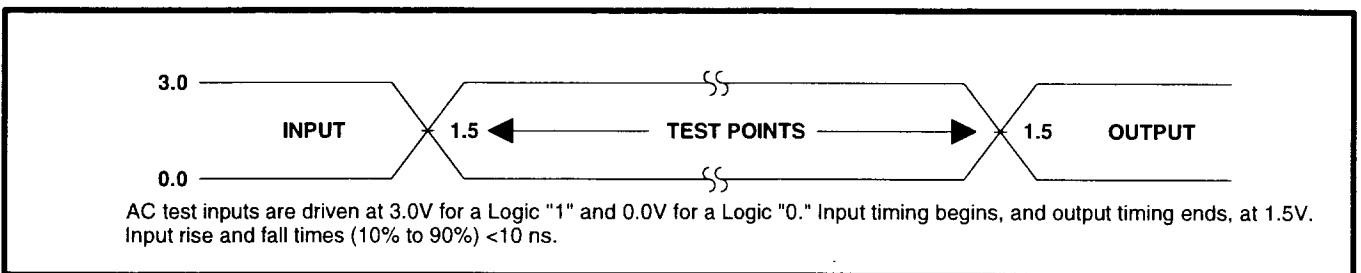 3.0
INPUT 1.5 TEST POINTS 1.5 OUTPUT
0.0
AC test inputs are driven at 3.0V for a Logic "1" and 0.0V for a Logic "0." Input timing begins, and output timing ends, at 1.5V.
Input rise and fall times (10% to 90%) <10 ns.